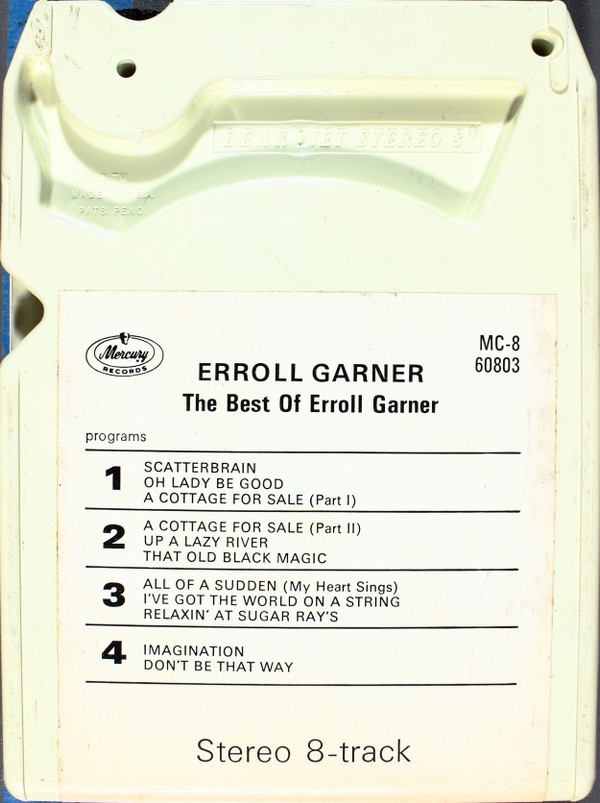 LEAR JET STEREO 8
MADE
PATS. PEND.
Mercury
RECORDS
MC-8
60803
ERROLL GARNER
The Best Of Erroll Garner
programs
1
SCATTERBRAIN
OH LADY BE GOOD
A COTTAGE FOR SALE (Part I)
2
A COTTAGE FOR SALE (Part II)
UP A LAZY RIVER
THAT OLD BLACK MAGIC
3
ALL OF A SUDDEN (My Heart Sings)
I'VE GOT THE WORLD ON A STRING
RELAXIN' AT SUGAR RAY'S
4
IMAGINATION
DON'T BE THAT WAY
Stereo 8-track